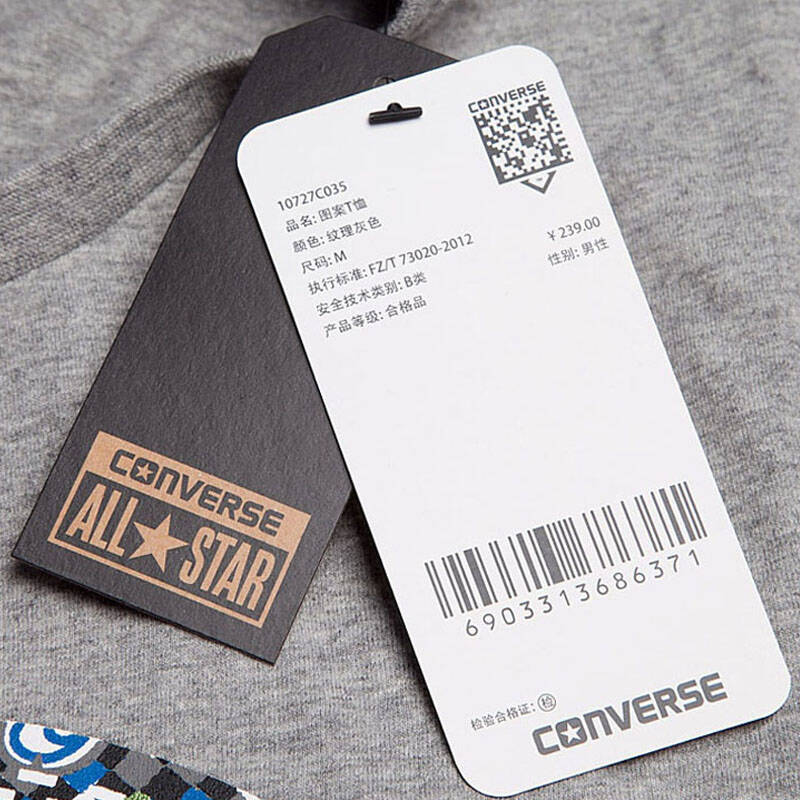 CONVERSE
10727C035
品名: 图案T恤
颜色: 纹理灰色
尺码: M
执行标准: FZ/T 73020-2012
安全技术类别: B类
产品等级: 合格品
¥ 239.00
性别: 男性
6903313686371
检验合格证: 检
CONVERSE
CONVERSE
ALL STAR